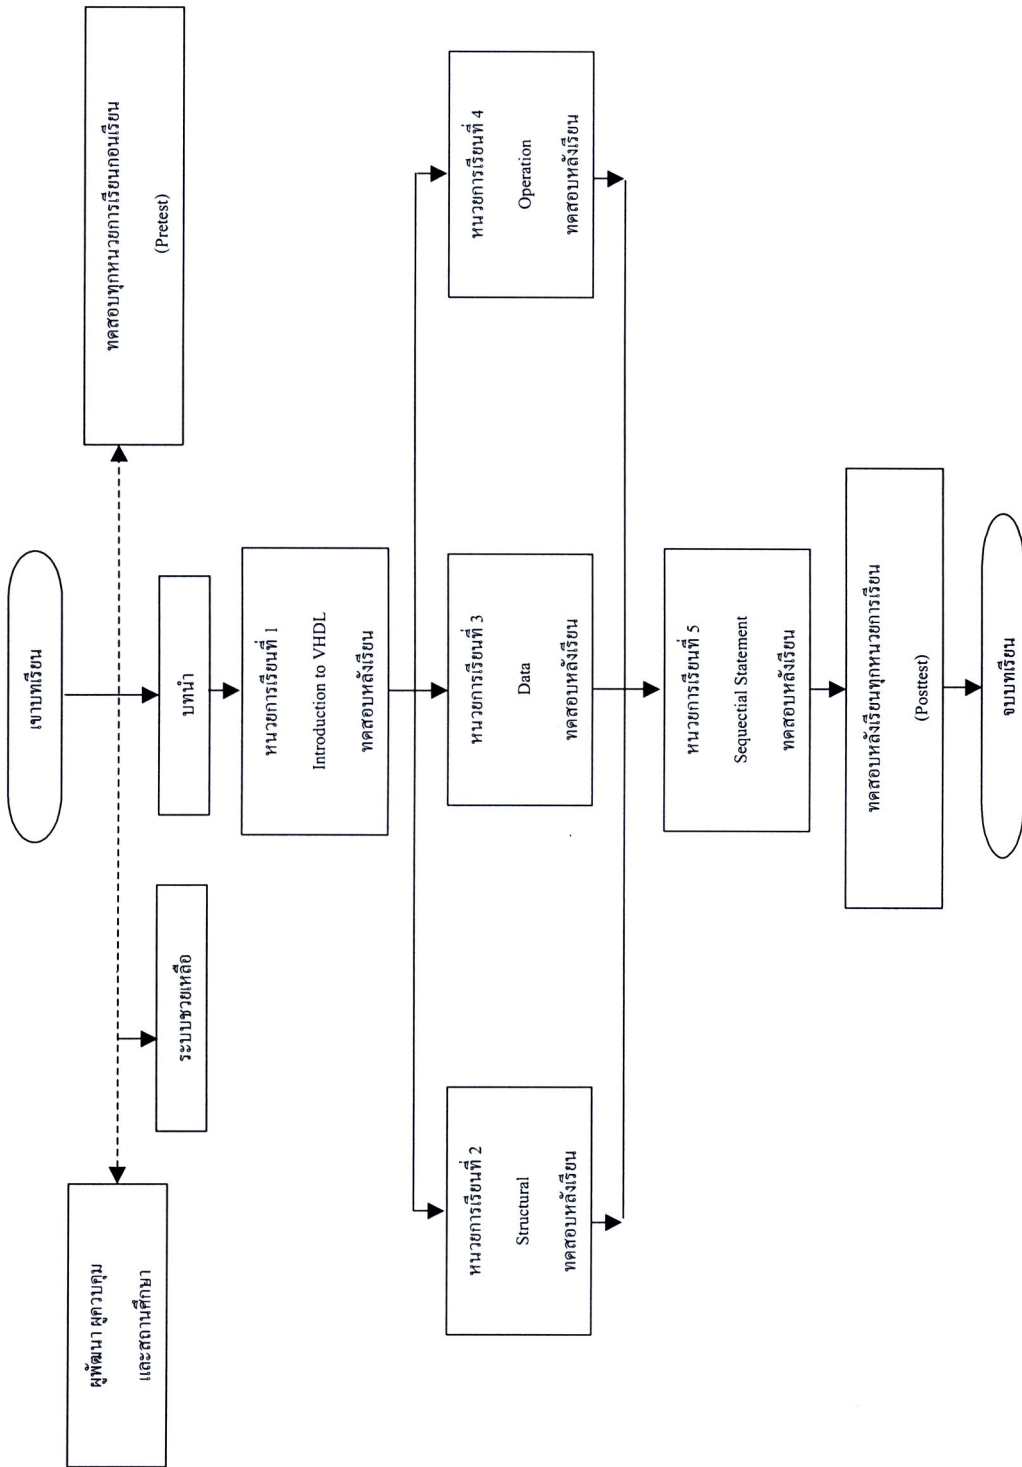 เขาบทเรียน
ผูพัฒนา ผูควบคุม
และสถานศึกษา
ทดสอบทุกหนวยการเรียนกอนเรียน
(Pretest)
ระบบชวยเหลือ
บทนำ
หนวยการเรียนที่ 1
Introduction to VHDL
ทดสอบหลังเรียน
หนวยการเรียนที่ 2
Structural
ทดสอบหลังเรียน
หนวยการเรียนที่ 3
Data
ทดสอบหลังเรียน
หนวยการเรียนที่ 4
Operation
ทดสอบหลังเรียน
หนวยการเรียนที่ 5
Sequectial Statement
ทดสอบหลังเรียน
ทดสอบหลังเรียนทุกหนวยการเรียน
(Posttest)
จบบทเรียน